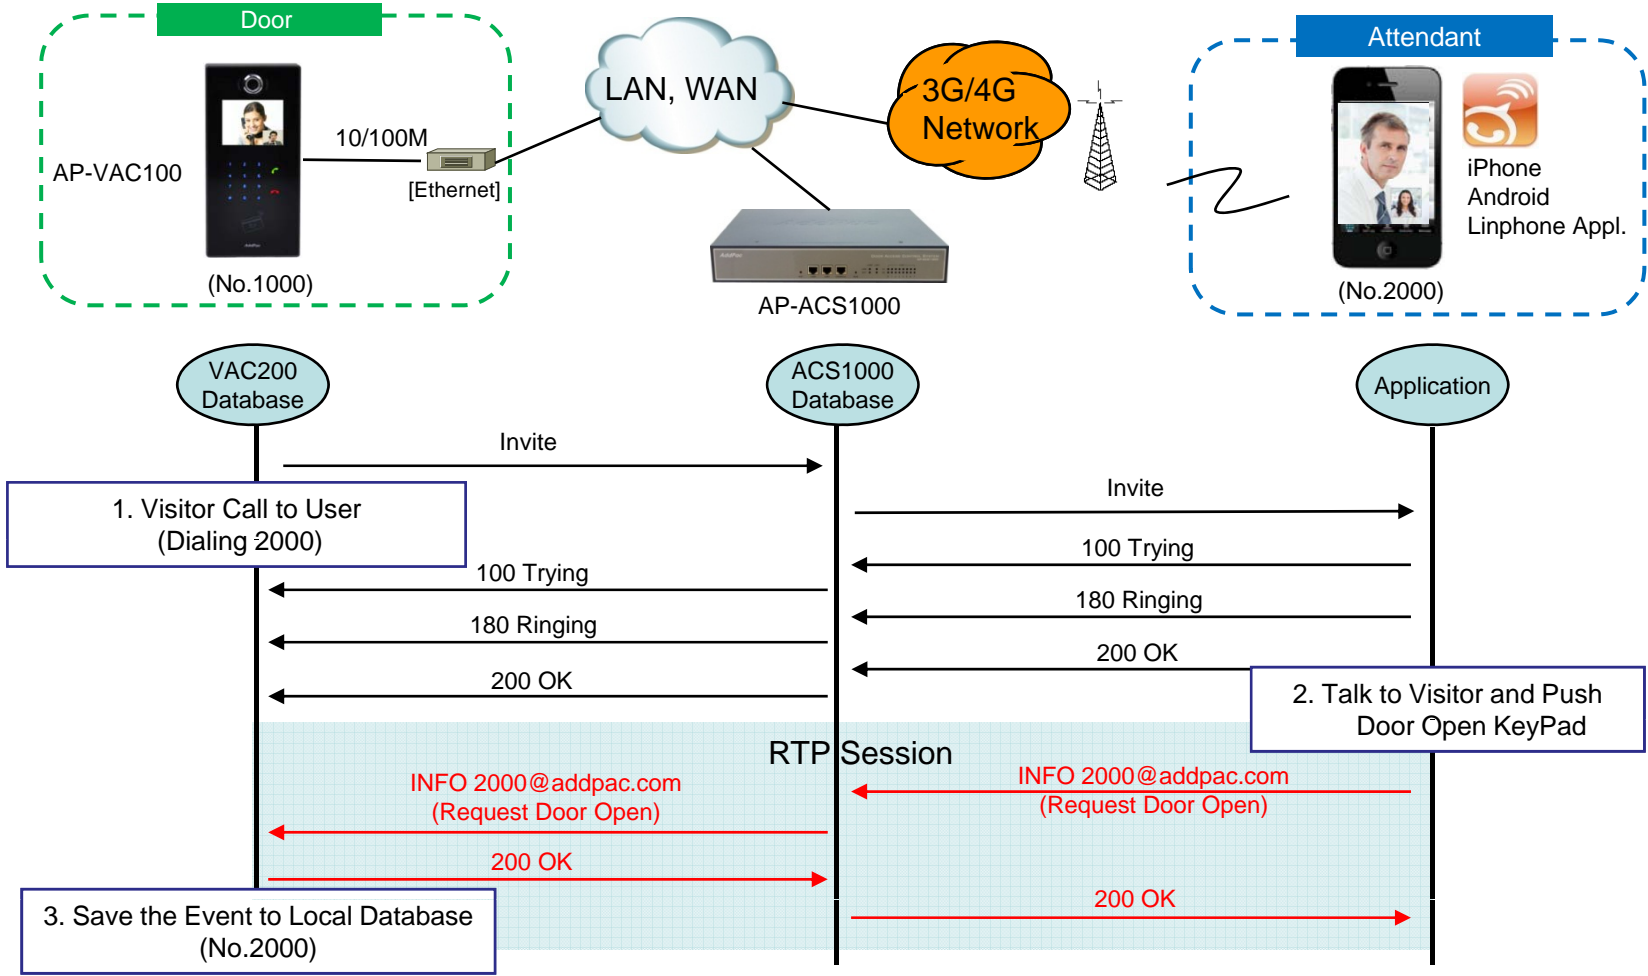 Door
Attendant
LAN, WAN
3G/4G
Network
10/100M
AP-VAC100
[Ethernet]
(No.1000)
AddPac
AP-ACS1000
iPhone
Android
Linphone Appl.
(No.2000)
VAC200
Database
ACS1000
Database
Application
Invite
1. Visitor Call to User
(Dialing 2000)
Invite
100 Trying
100 Trying
180 Ringing
180 Ringing
200 OK
200 OK
2. Talk to Visitor and Push
Door Open KeyPad
RTP Session
INFO 2000@addpac.com
(Request Door Open)
INFO 2000@addpac.com
(Request Door Open)
200 OK
200 OK
3. Save the Event to Local Database
(No.2000)